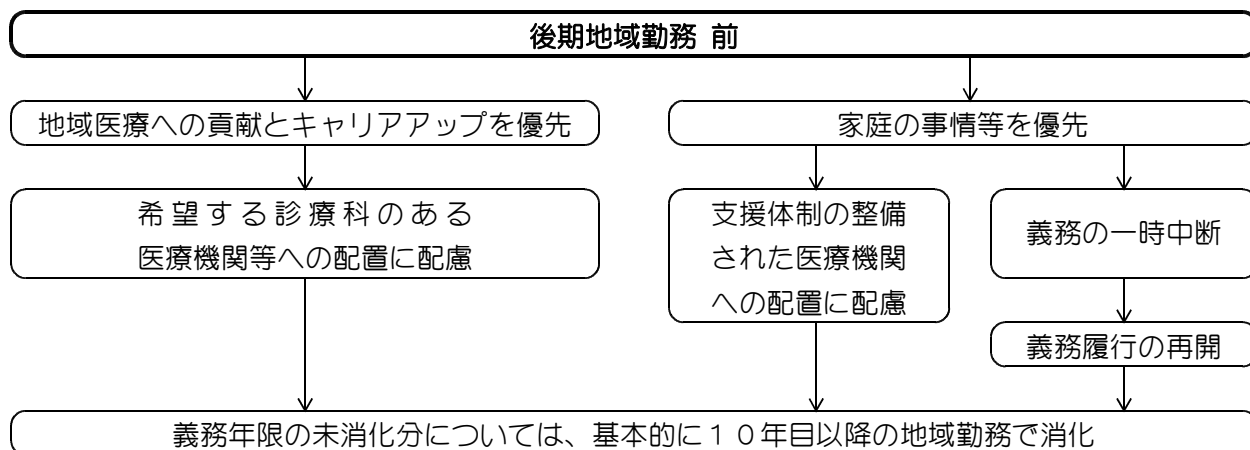 後期地域勤務 前
地域医療への貢献とキャリアアップを優先
家庭の事情等を優先
希望する診療科のある
医療機関等への配置に配慮
支援体制の整備
された医療機関
への配置に配慮
義務の一時中断
義務履行の再開
義務年限の未消化分については、基本的に１０年目以降の地域勤務で消化